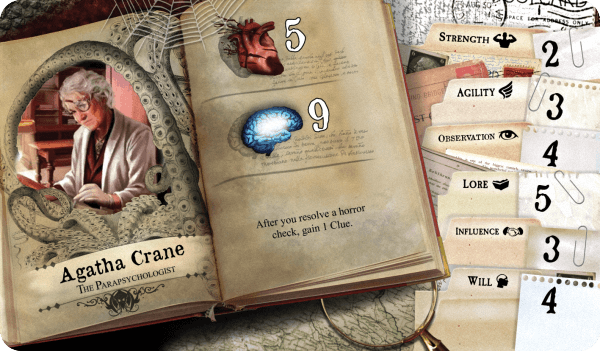 5
9
After you resolve a horror
check, gain 1 Clue.
Agatha Crane
The Parapsychologist
Strength 2
Agility 3
Observation 4
Lore 5
Influence 3
Will 4